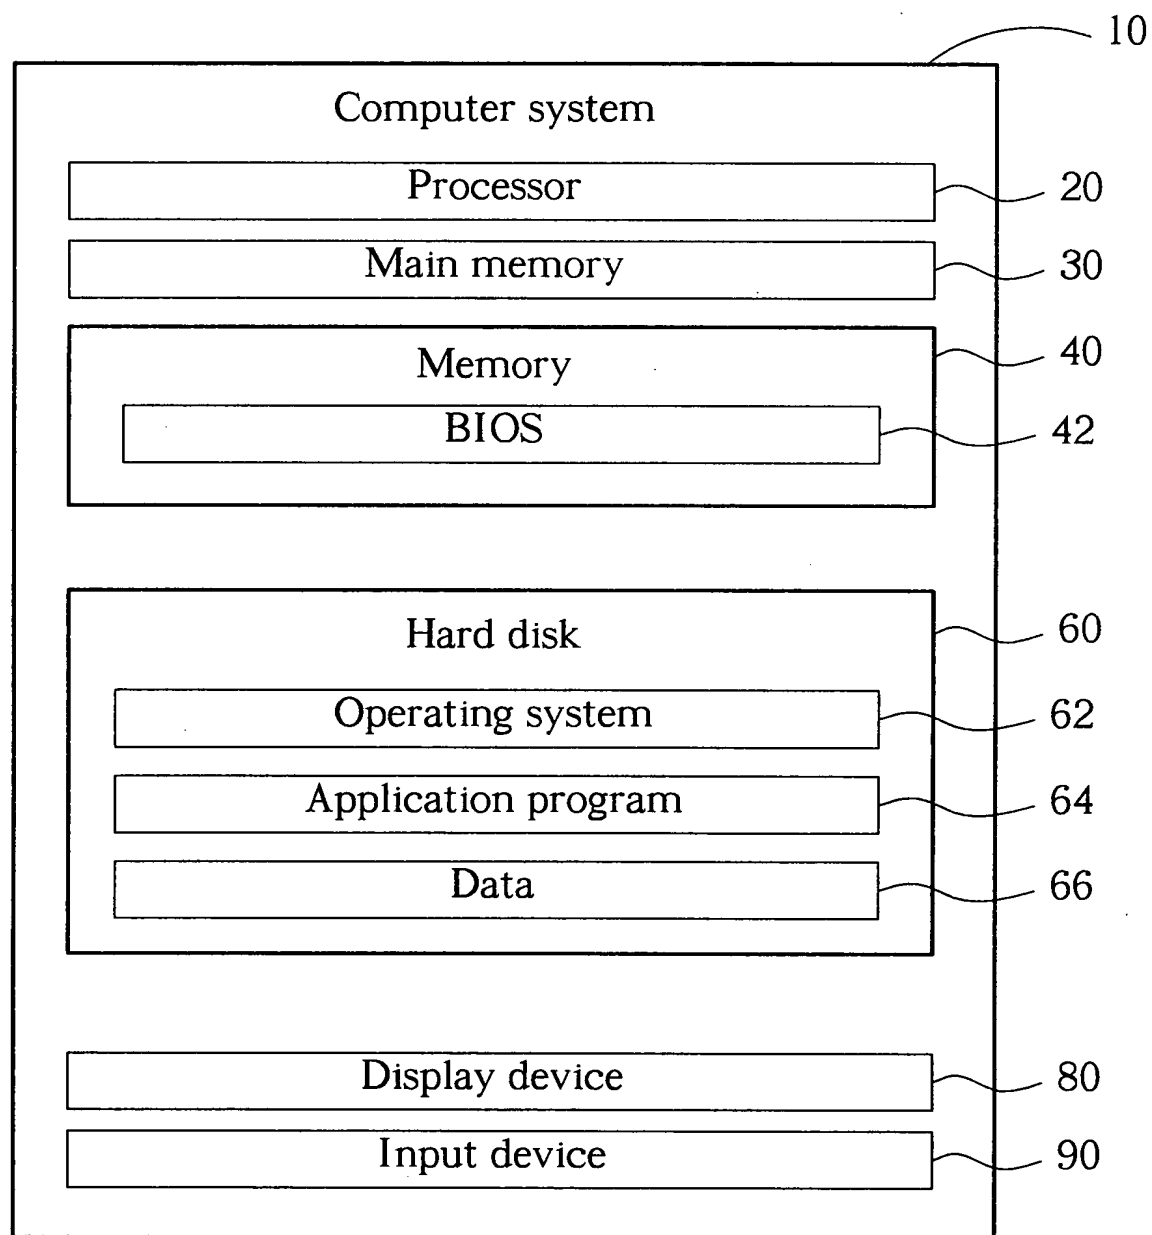 10
Computer system
Processor 20
Main memory 30
Memory 40
BIOS 42
Hard disk 60
Operating system 62
Application program 64
Data 66
Display device 80
Input device 90